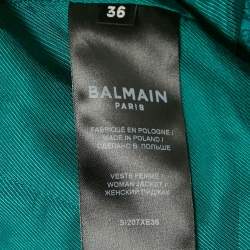 36
BALMAIN
PARIS
FABRIQUÉ EN POLOGNE /
MADE IN POLAND /
СДЕЛАНО В ПОЛЬШЕ
VESTE FEMME /
WOMAN JACKET /
ЖЕНСКИЙ ПИДЖАК